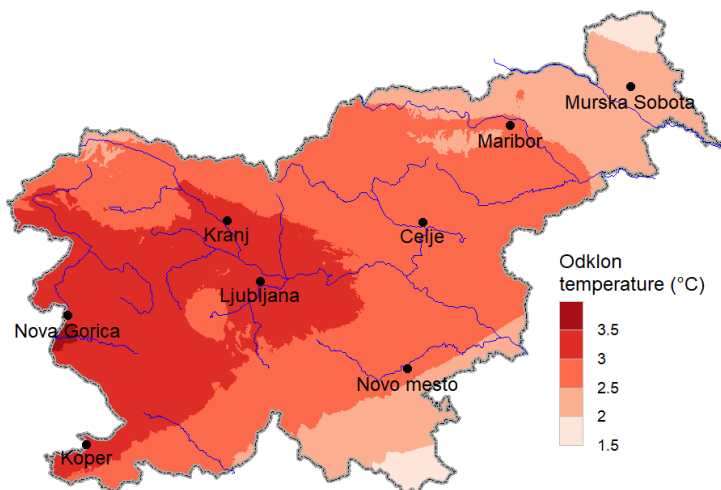 Murska Sobota
Maribor
Kranj
Celje
Ljubljana
Nova Gorica
Novo mesto
Koper
Odklon
temperature (°C)
3.5
3
2.5
2
1.5